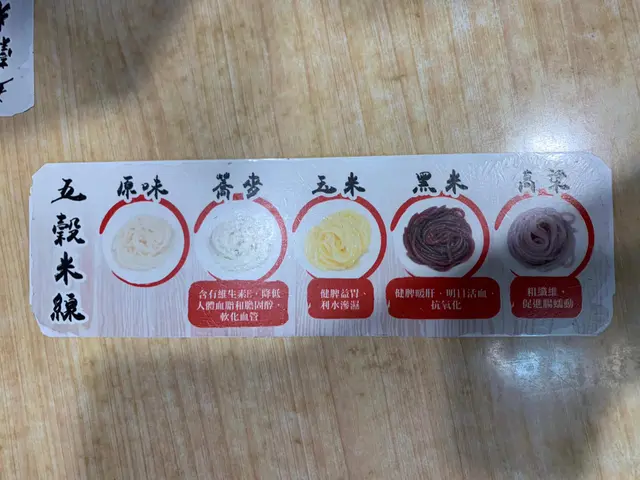 五穀米線
原味
蕎麥
含有維生素E，降低
人體血脂和膽固醇，
軟化血管
玉米
健脾益胃、
利水滲濕
黑米
健脾暖肝，明目活血，
抗氧化
高粱
粗纖維，
促進腸蠕動